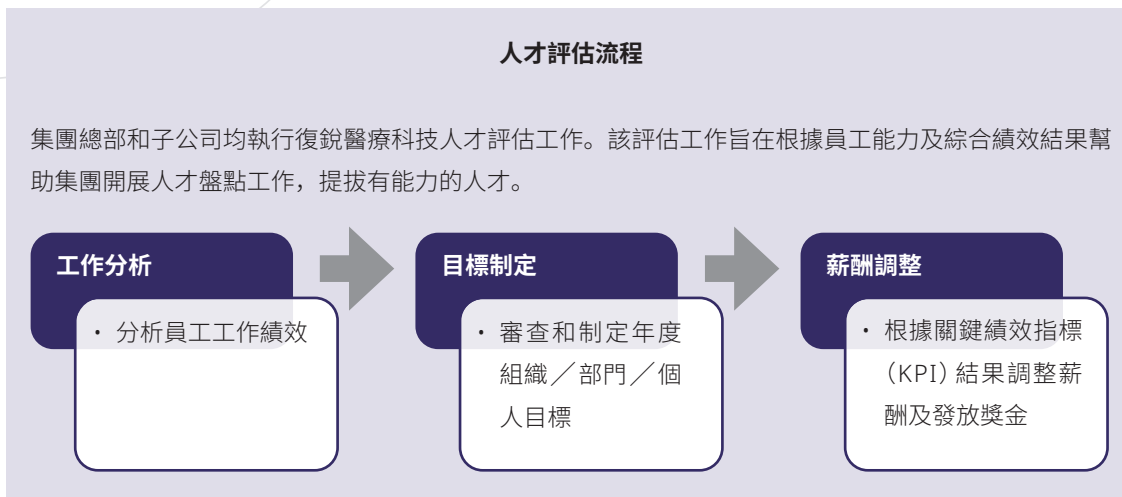 人才評估流程
集團總部和子公司均執行復銳醫療科技人才評估工作。該評估工作旨在根據員工能力及綜合績效結果幫
助集團開展人才盤點工作，提拔有能力的人才。
工作分析
• 分析員工工作績效
目標制定
• 審查和制定年度
組織／部門／個
人目標
薪酬調整
• 根據關鍵績效指標
（KPI）結果調整薪
酬及發放獎金